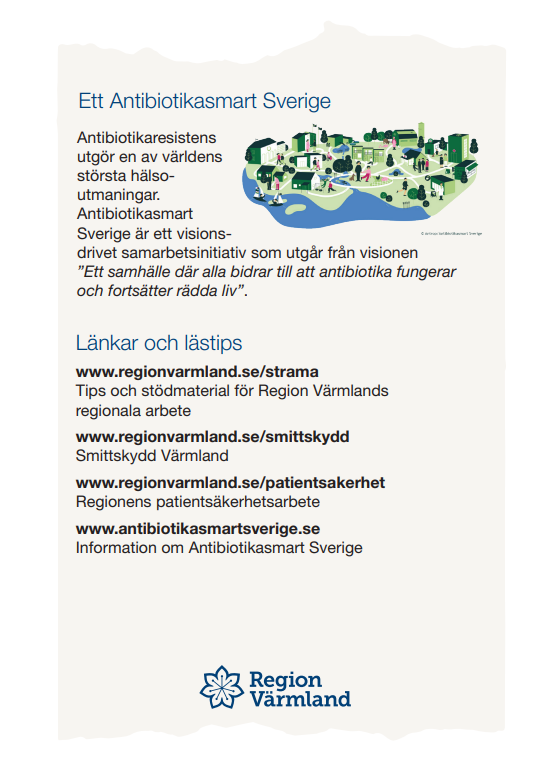 Ett Antibiotikasmart Sverige
Antibiotikaresistens
utgör en av världens
största hälso-
utmaningar.
Antibiotikasmart
Sverige är ett visions-
drivet samarbetsinitiativ som utgår från visionen
”Ett samhälle där alla bidrar till att antibiotika fungerar
och fortsätter rädda liv”.
Antibiotikasmart Sverige
Länkar och lästips
www.regionvarmland.se/strama
Tips och stödmaterial för Region Värmlands
regionala arbete
www.regionvarmland.se/smittskydd
Smittskydd Värmland
www.regionvarmland.se/patientsakerhet
Regionens patientsäkerhetsarbete
www.antibiotikasmartsverige.se
Information om Antibiotikasmart Sverige
Region
Värmland